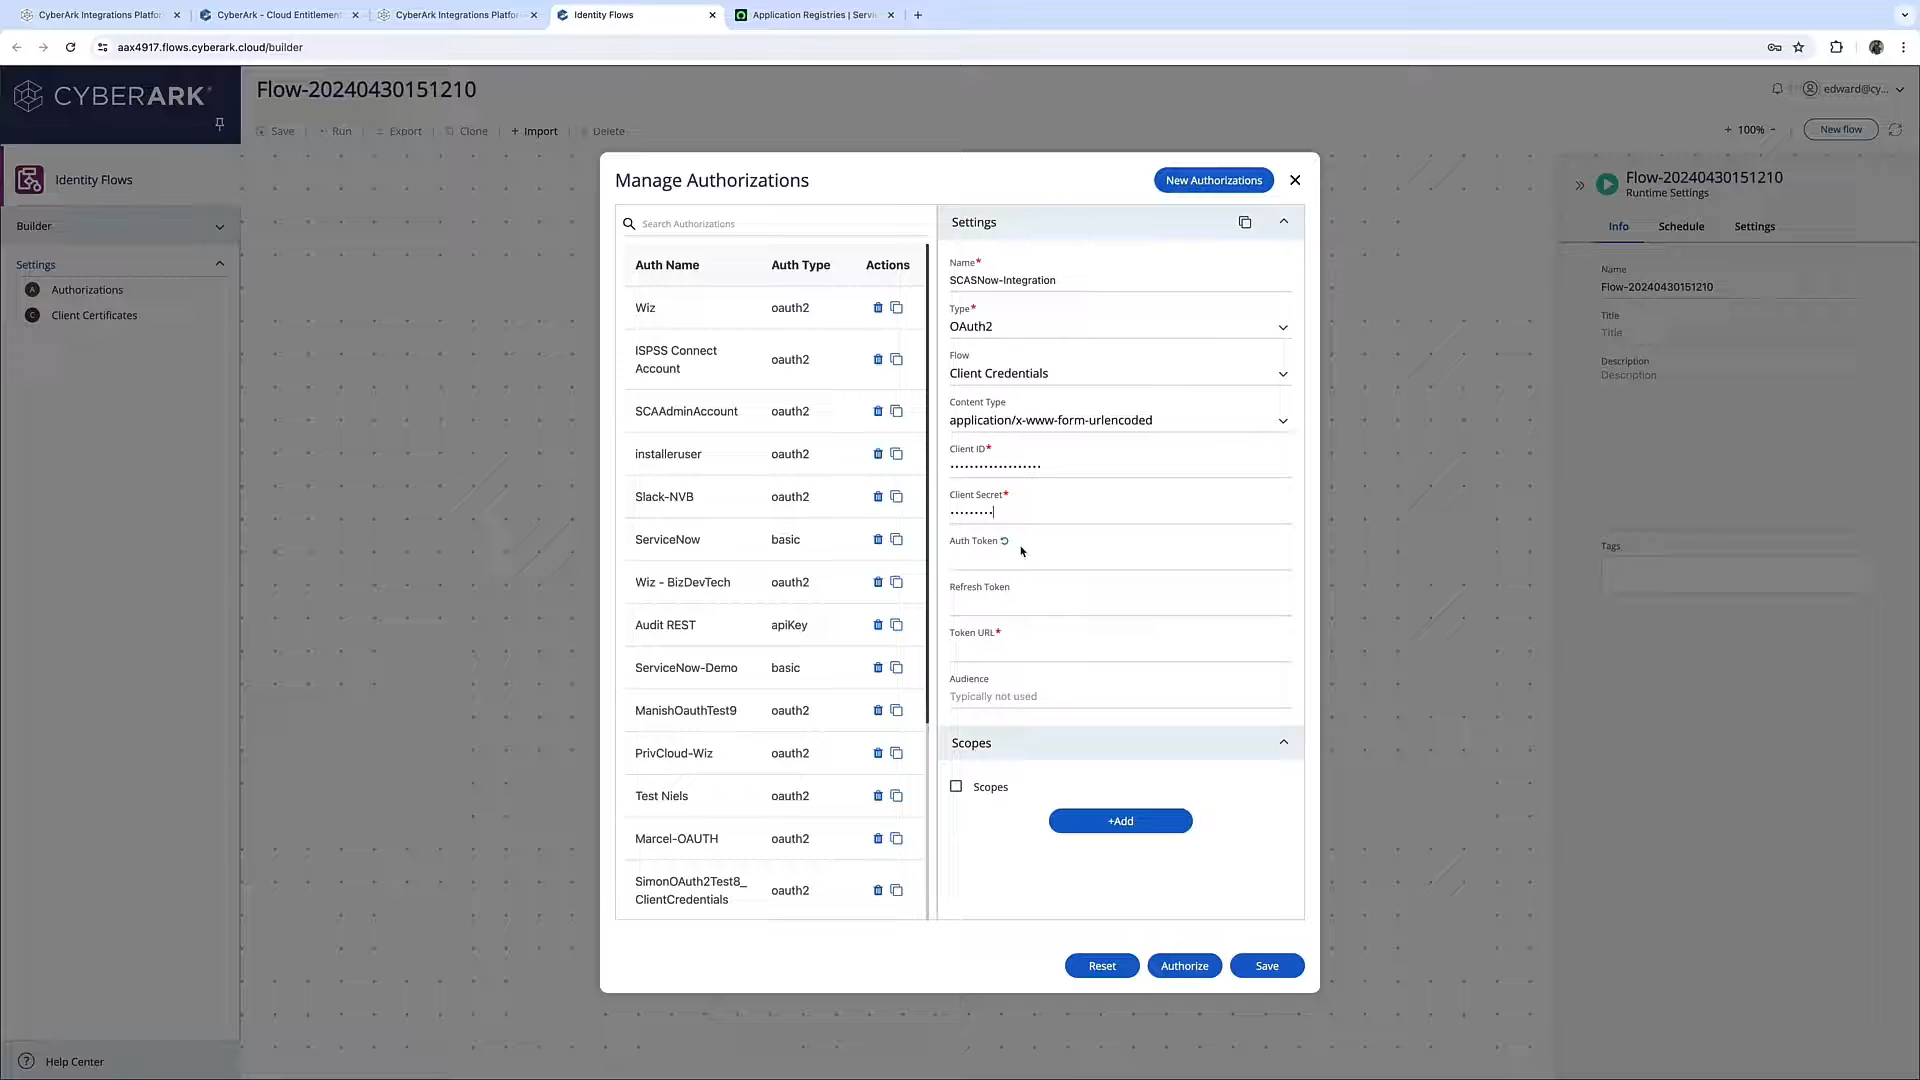 CyberArk Integrations Platfor
CyberArk - Cloud Entitlement
CyberArk Integrations Platfor
Identity Flows
Application Registries | Servic
aax4917.flows.cyberark.cloud/builder
CYBERARK
Flow-20240430151210
edward@cy...
Save
Run
Export
Clone
+ Import
Delete
+ 100% -
New flow
Identity Flows
Builder
Settings
A Authorizations
C Client Certificates
? Help Center
Manage Authorizations
New Authorizations
Search Authorizations
Auth Name Auth Type Actions
Wiz oauth2
ISPSS Connect
Account
oauth2
SCAAdminAccount oauth2
installeruser oauth2
Slack-NVB oauth2
ServiceNow basic
Wiz - BizDevTech oauth2
Audit REST apiKey
ServiceNow-Demo basic
ManishOauthTest9 oauth2
PrivCloud-Wiz oauth2
Test Niels oauth2
Marcel-OAUTH oauth2
SimonOAuth2Test8_
ClientCredentials
oauth2
Settings
Name*
SCASNow-Integration
Type*
OAuth2
Flow
Client Credentials
Content Type
application/x-www-form-urlencoded
Client ID*
Client Secret*
Auth Token
Refresh Token
Token URL*
Audience
Typically not used
Scopes
Scopes
+Add
Reset
Authorize
Save
Flow-20240430151210
Runtime Settings
Info
Schedule
Settings
Name
Flow-20240430151210
Title
Title
Description
Description
Tags